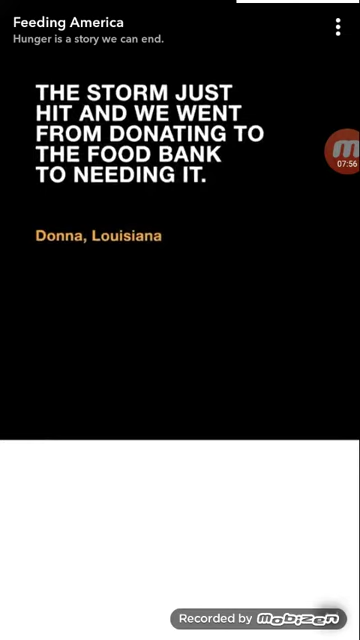 Feeding America
Hunger is a story we can end.
THE STORM JUST
HIT AND WE WENT
FROM DONATING TO
THE FOOD BANK
TO NEEDING IT.
07:56
Donna, Louisiana
Recorded by Mobizen